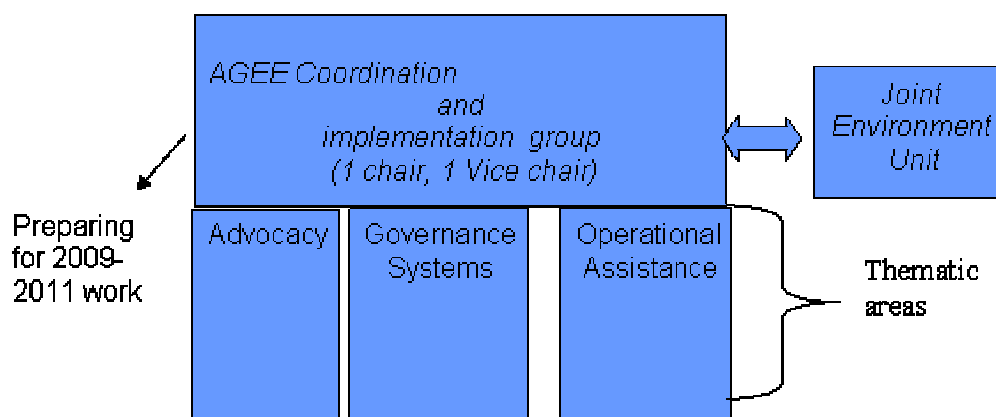 AGEE Coordination
and
implementation group
(1 chair, 1 Vice chair)
Joint
Environment
Unit
Preparing
for 2009-
2011 work
Advocacy
Governance
Systems
Operational
Assistance
Thematic
areas